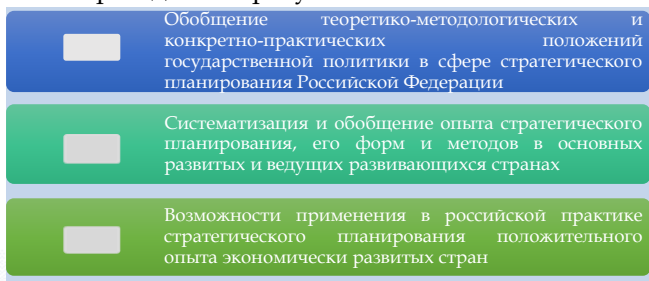 Обобщение теоретико-методологических и
конкретно-практических положений
государственной политики в сфере стратегического
планирования Российской Федерации
Систематизация и обобщение опыта стратегического
планирования, его форм и методов в основных
развитых и ведущих развивающихся странах
Возможности применения в российской практике
стратегического планирования положительного
опыта экономически развитых стран